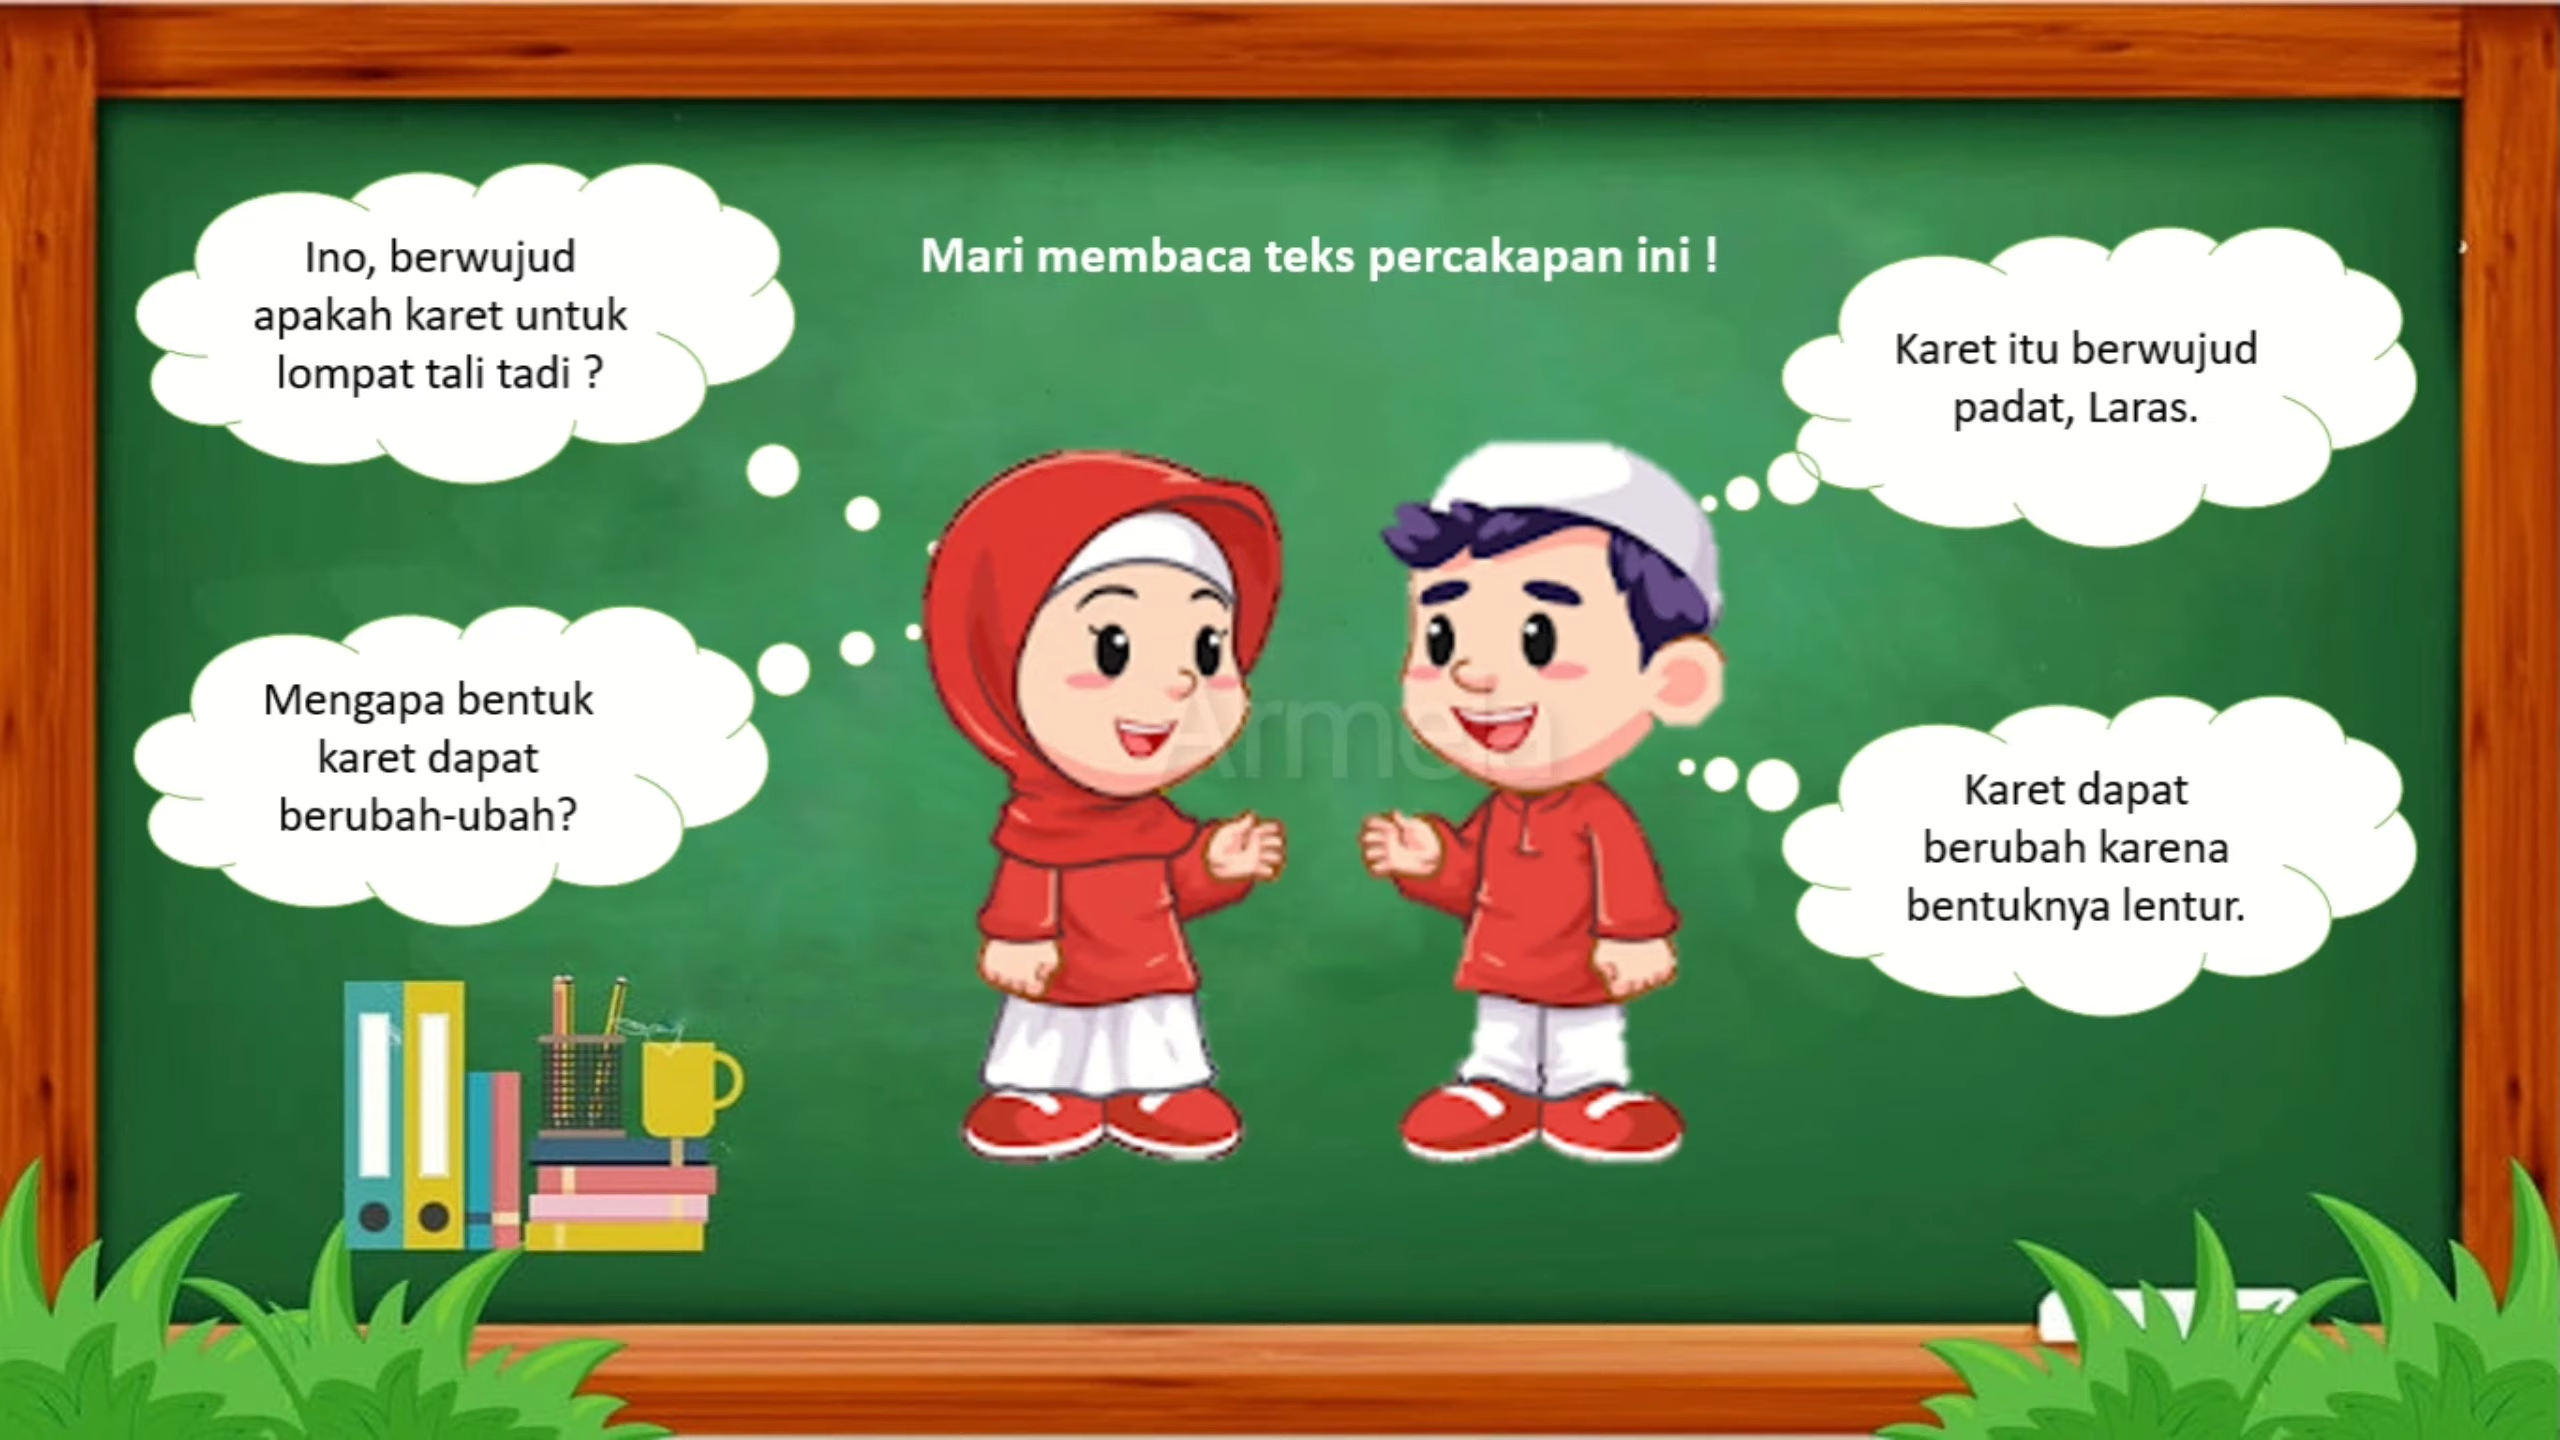 Mari membaca teks percakapan ini !
Ino, berwujud
apakah karet untuk
lompat tali tadi ?
Karet itu berwujud
padat, Laras.
Mengapa bentuk
karet dapat
berubah-ubah?
Karet dapat
berubah karena
bentuknya lentur.